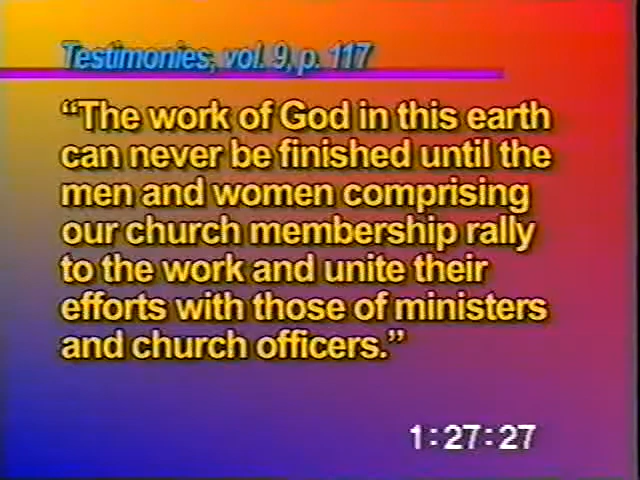 Testimonies, vol. 9, p. 117
“The work of God in this earth
can never be finished until the
men and women comprising
our church membership rally
to the work and unite their
efforts with those of ministers
and church officers.”
1:27:27